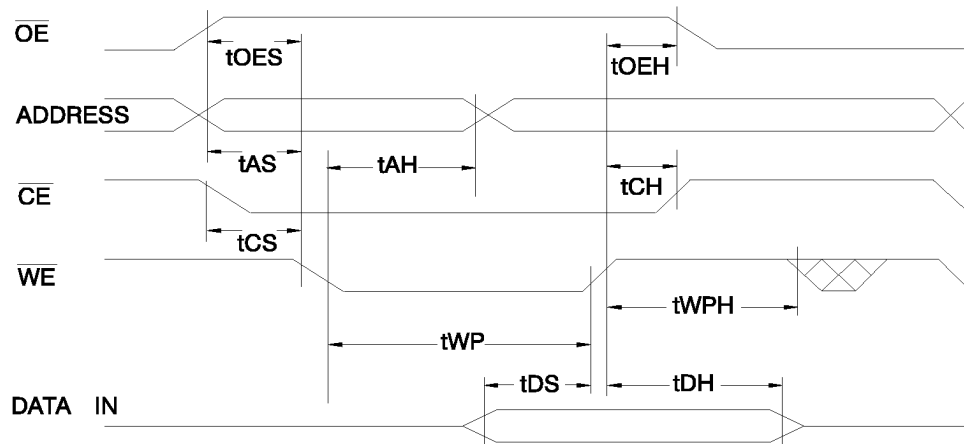 OE
tOES
tOEH
ADDRESS
tAS
tAH
tCH
CE
tCS
WE
tWPH
tWP
tDS
tDH
DATA IN